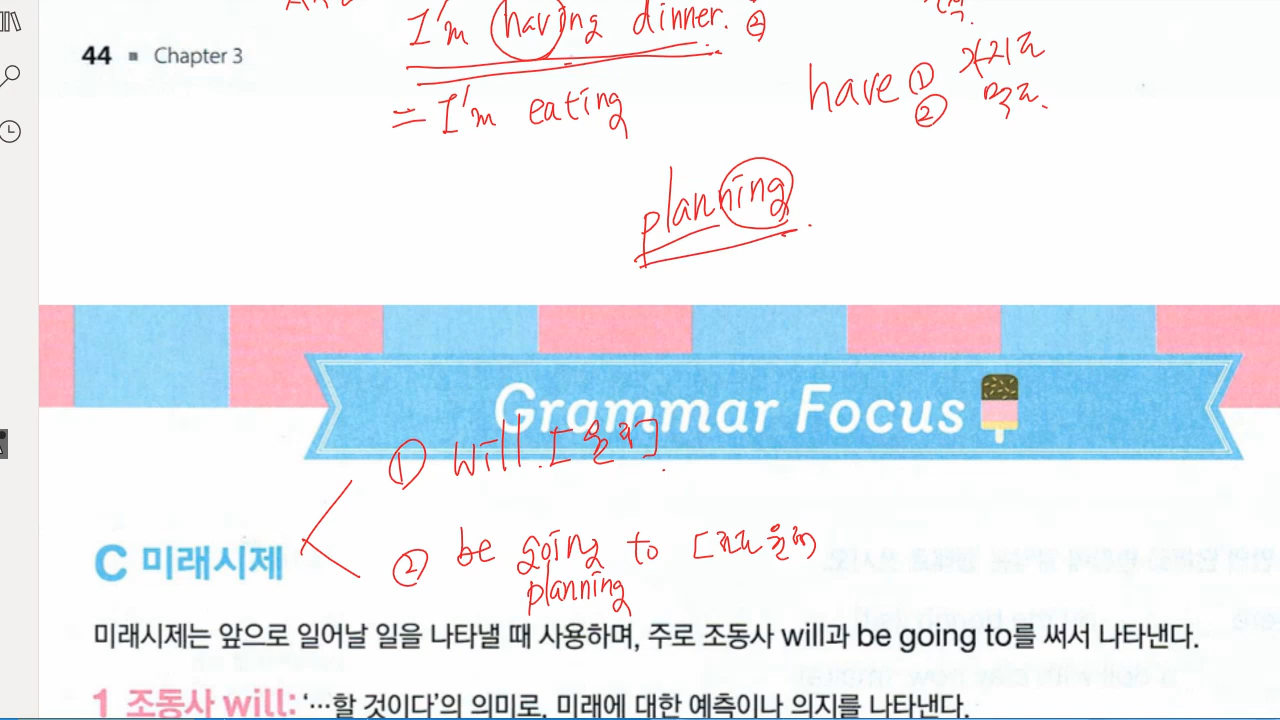 I'm having dinner. ②
44 ■ Chapter 3
have ① 가지고
② 먹고.
= I'm eating
planning.
Grammar Focus
① will. [을거].
② be going to
planning
C 미래시제
미래시제는 앞으로 일어날 일을 나타낼 때 사용하며, 주로 조동사 will과 be going to를 써서 나타낸다.
1 조동사 will: '…할 것이다'의 의미로, 미래에 대한 예측이나 의지를 나타낸다.